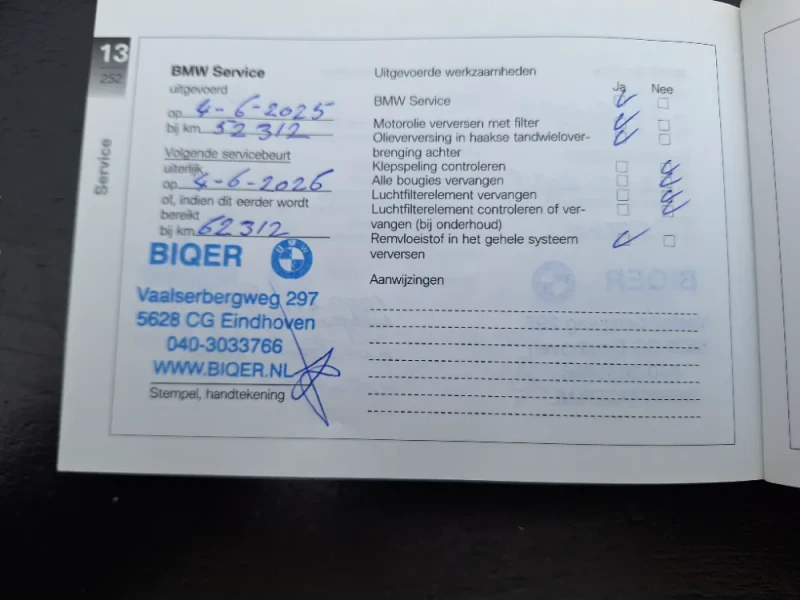 13
252
Service
BMW Service
uitgevoerd
op 4-6-2025
bij km. 52312
Volgende servicebeurt
uiterlijk
op 4-6-2026
of, indien dit eerder wordt
bereikt
bij km. 62312
BIQER
Vaalserbergweg 297
5628 CG Eindhoven
040-3033766
WWW.BIQER.NL
Stempel, handtekening
Uitgevoerde werkzaamheden
Ja Nee
BMW Service
Motorolie verversen met filter
Olieverversing in haakse tandwielover-
brenging achter
Klepspeling controleren
Alle bougies vervangen
Luchtfilterelement vervangen
Luchtfilterelement controleren of ver-
vangen (bij onderhoud)
Remvloeistof in het gehele systeem
verversen
Aanwijzingen